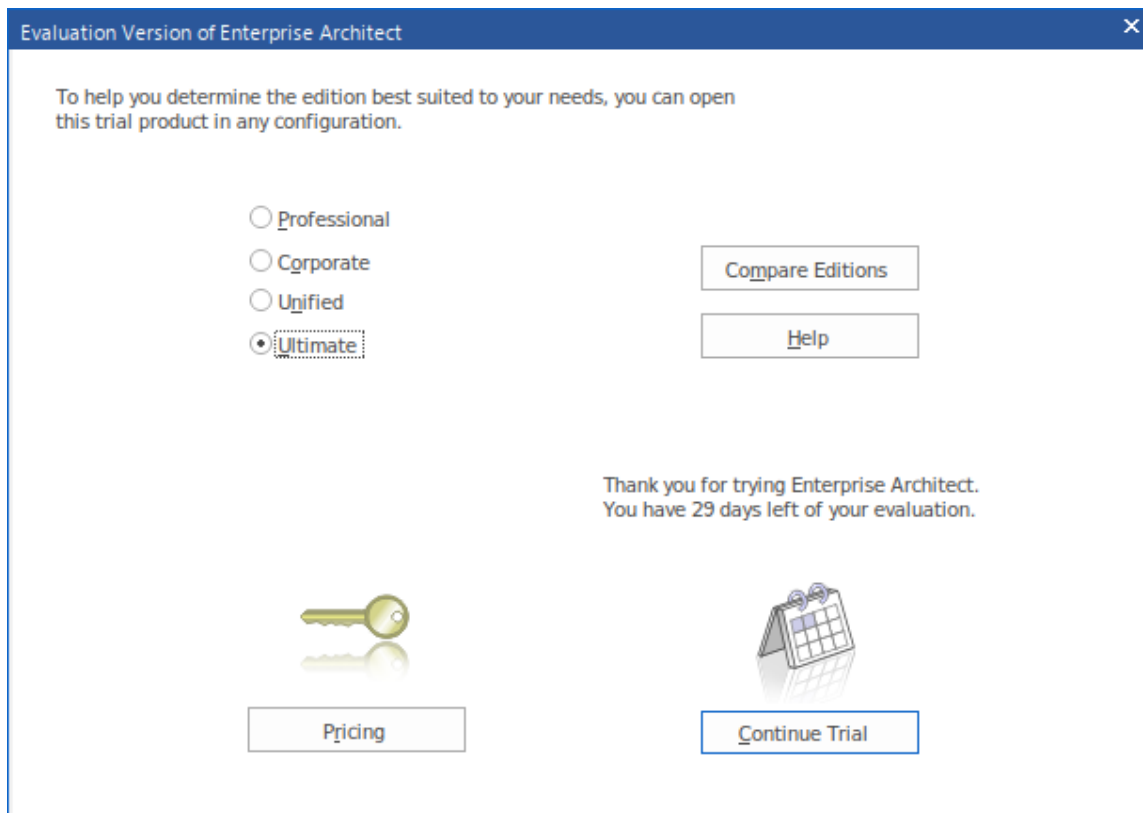 Evaluation Version of Enterprise Architect
To help you determine the edition best suited to your needs, you can open
this trial product in any configuration.
Professional
Corporate
Unified
Ultimate
Compare Editions
Help
Thank you for trying Enterprise Architect.
You have 29 days left of your evaluation.
Pricing
Continue Trial